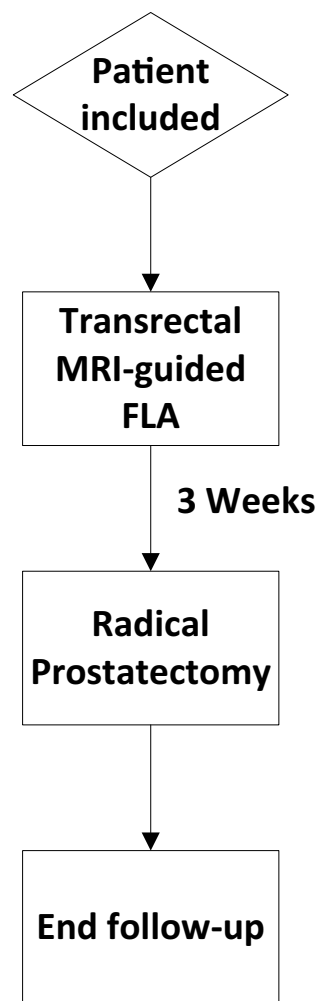 Patient
included
Transrectal
MRI-guided
FLA
3 Weeks
Radical
Prostatectomy
End follow-up